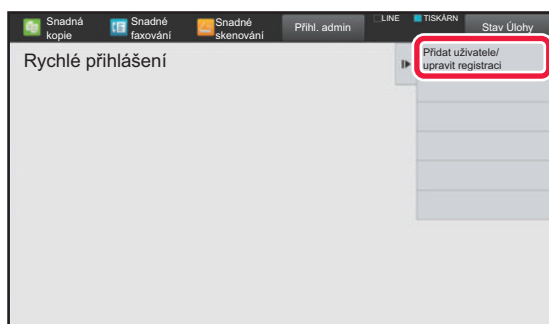 Snadná
kopie
Snadné
faxování
Snadné
skenování
Přihl. admin
LINE
TISKÁRN
Stav Úlohy
Rychlé přihlášení
Přidat uživatele/
upravit registraci